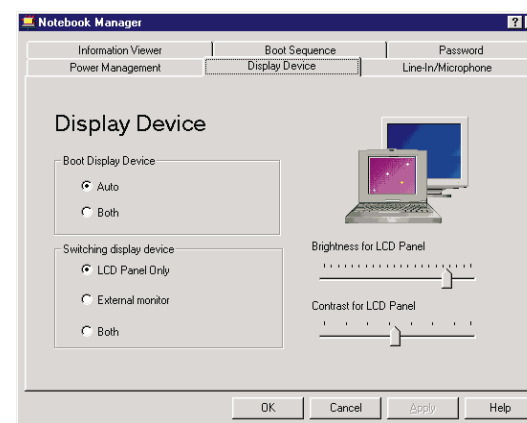 Notebook Manager ?
Information Viewer Boot Sequence Password
Power Management Display Device Line-In/Microphone
Display Device
Boot Display Device
Auto
Both
Switching display device
LCD Panel Only
External monitor
Both
Brightness for LCD Panel
Contrast for LCD Panel
OK Cancel Apply Help